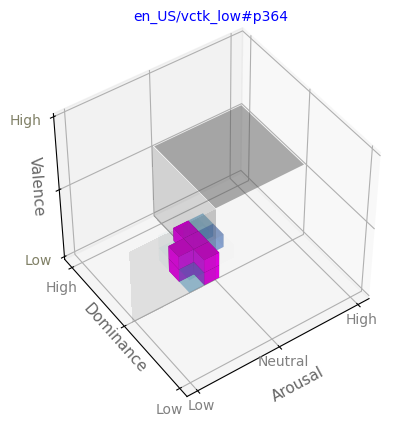 en_US/vctk_low#p364
High
Valence
Low
High
Dominance
Low
Low
Neutral
High
Arousal